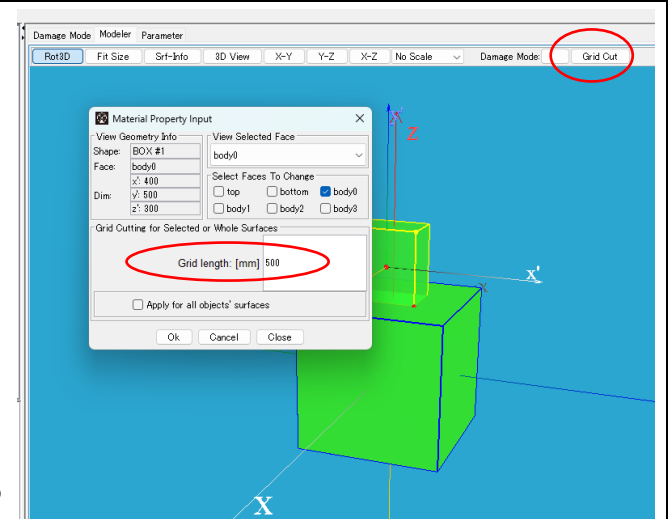 Damage Mode Modeler Parameter
Rot3D Fit Size Srf-Info 3D View X-Y Y-Z X-Z No Scale Damage Mode: Grid Cut
Material Property Input
View Geometry Info View Selected Face
Shape: BOX #1 body0
Face: body0
x': 400 Select Faces To Change
Dim: y': 500 top bottom body0
z': 300 body1 body2 body3
Grid Cutting for Selected or Whole Surfaces
Grid length: [mm] 500
Apply for all objects' surfaces
Ok Cancel Close
Z
x'
x
X